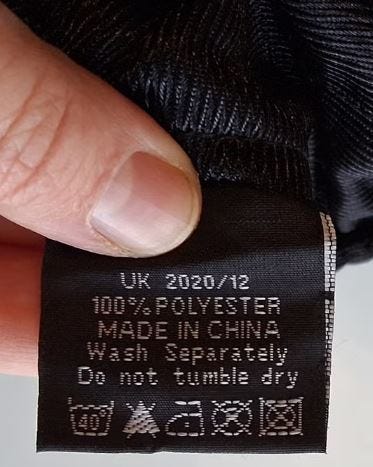 UK 2020/12
100% POLYESTER
MADE IN CHINA
Wash Separately
Do not tumble dry
40